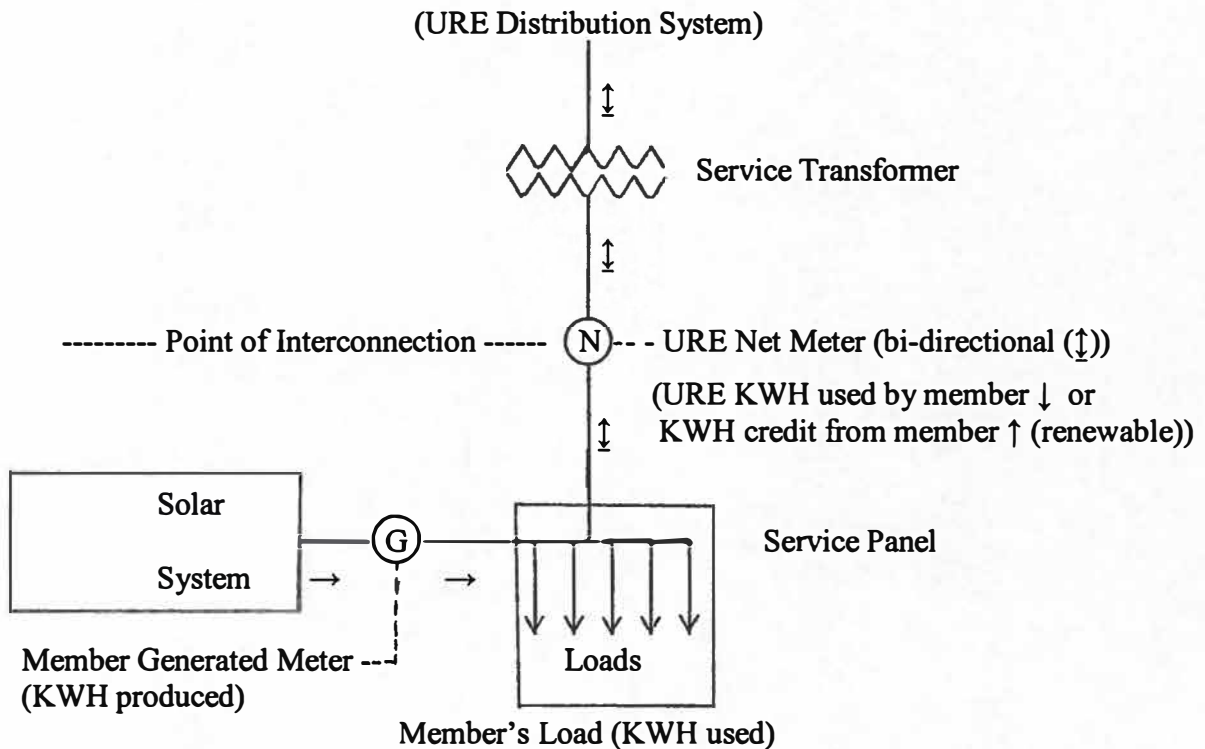 (URE Distribution System)
↕
Service Transformer
↕
--------- Point of Interconnection ------ N -- - URE Net Meter (bi-directional (↕))
(URE KWH used by member ↓ or
KWH credit from member ↑ (renewable))
↕
Solar
System
G
→ →
Service Panel
Loads
Member Generated Meter ---
(KWH produced)
Member's Load (KWH used)